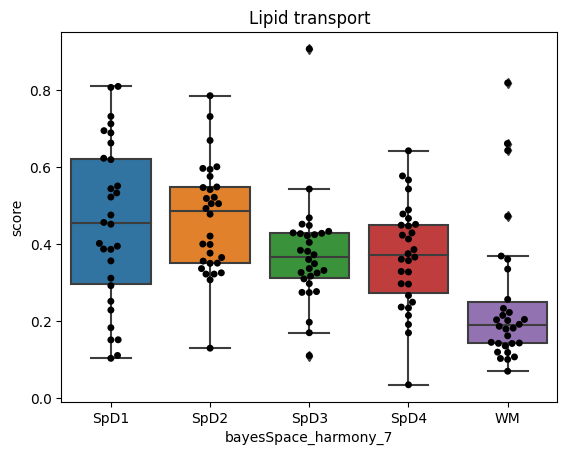 Lipid transport
score
0.8
0.6
0.4
0.2
0.0
SpD1 SpD2 SpD3 SpD4 WM
bayesSpace_harmony_7